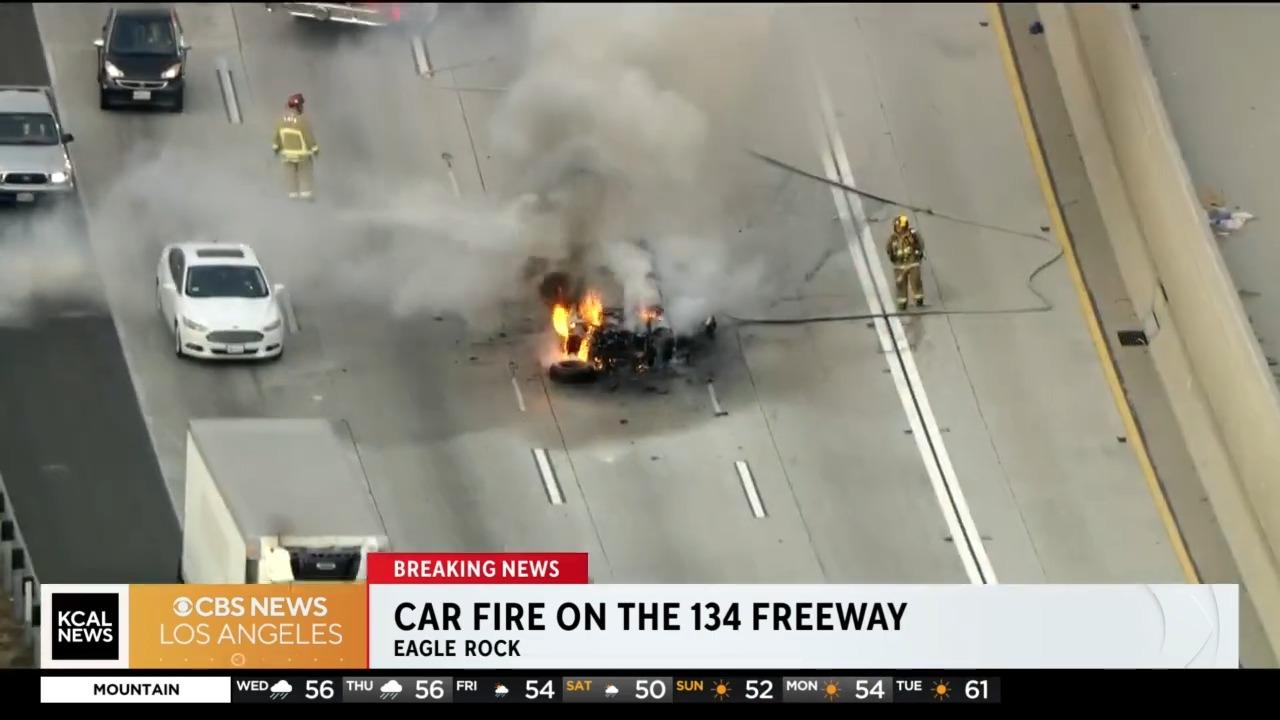 BREAKING NEWS
KCAL
NEWS
CBS NEWS
LOS ANGELES
CAR FIRE ON THE 134 FREEWAY
EAGLE ROCK
MOUNTAIN WED 56 THU 56 FRI 54 SAT 50 SUN 52 MON 54 TUE 61